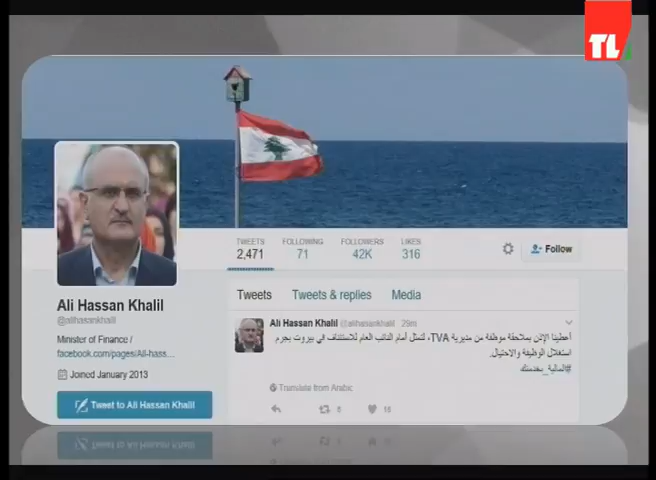 TL
TWEETS FOLLOWING FOLLOWERS LIKES
2,471 71 42K 316
Follow
Ali Hassan Khalil
@alihasankhalil
Minister of Finance /
facebook.com/pages/Ali-hass...
Joined January 2013
Tweet to Ali Hassan Khalil
Tweets Tweets & replies Media
Ali Hassan Khalil @alihasankhalil 29m
أعطينا الإذن بملاحقة موظفة من مديرية TVA، لتمثل أمام النائب العام للاستئناف في بيروت بجرم
استغلال الوظيفة والاحتيال.
#المالية_بخدمتك
Translate from Arabic